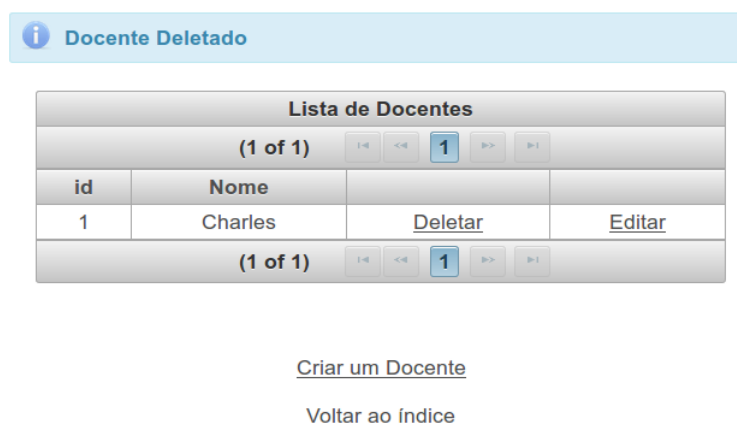 Docente Deletado
Lista de Docentes
(1 of 1) 1
id Nome
1 Charles Deletar Editar
(1 of 1) 1
Criar um Docente
Voltar ao índice